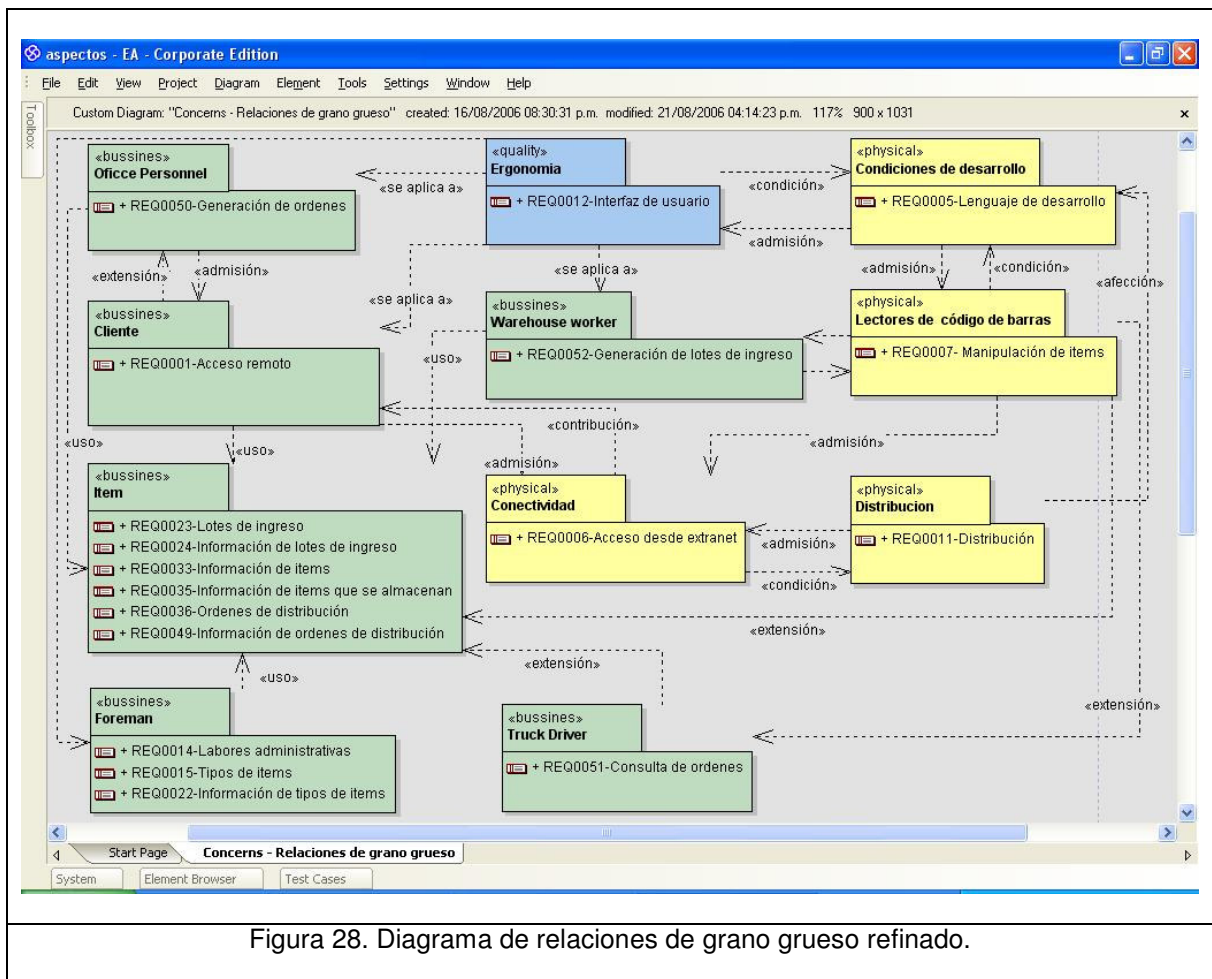 aspectos - EA - Corporate Edition
File Edit View Project Diagram Element Tools Settings Window Help
Toolbox
Custom Diagram: "Concerns - Relaciones de grano grueso" created: 16/08/2006 08:30:31 p.m. modified: 21/08/2006 04:14:23 p.m. 117% 900 x 1031
«bussines»
Oficce Personnel
+ REQ0050-Generación de ordenes
«se aplica a»
«quality»
Ergonomia
+ REQ0012-Interfaz de usuario
«condición»
«admisión»
«physical»
Condiciones de desarrollo
+ REQ0005-Lenguaje de desarrollo
«extensión»
«admisión»
«se aplica a»
«se aplica a»
«admisión»
«condición»
«afección»
«bussines»
Cliente
+ REQ0001-Acceso remoto
«uso»
«bussines»
Warehouse worker
+ REQ0052-Generación de lotes de ingreso
«physical»
Lectores de código de barras
+ REQ0007- Manipulación de items
«uso»
«uso»
«contribución»
«admisión»
«admisión»
«bussines»
Item
+ REQ0023-Lotes de ingreso
+ REQ0024-Información de lotes de ingreso
+ REQ0033-Información de items
+ REQ0035-Información de items que se almacenan
+ REQ0036-Ordenes de distribución
+ REQ0049-Información de ordenes de distribución
«physical»
Conectividad
+ REQ0006-Acceso desde extranet
«admisión»
«condición»
«physical»
Distribucion
+ REQ0011-Distribución
«extensión»
«extensión»
«uso»
«extensión»
«bussines»
Foreman
+ REQ0014-Labores administrativas
+ REQ0015-Tipos de items
+ REQ0022-Información de tipos de items
«bussines»
Truck Driver
+ REQ0051-Consulta de ordenes
Start Page Concerns - Relaciones de grano grueso
System Element Browser Test Cases
Figura 28. Diagrama de relaciones de grano grueso refinado.